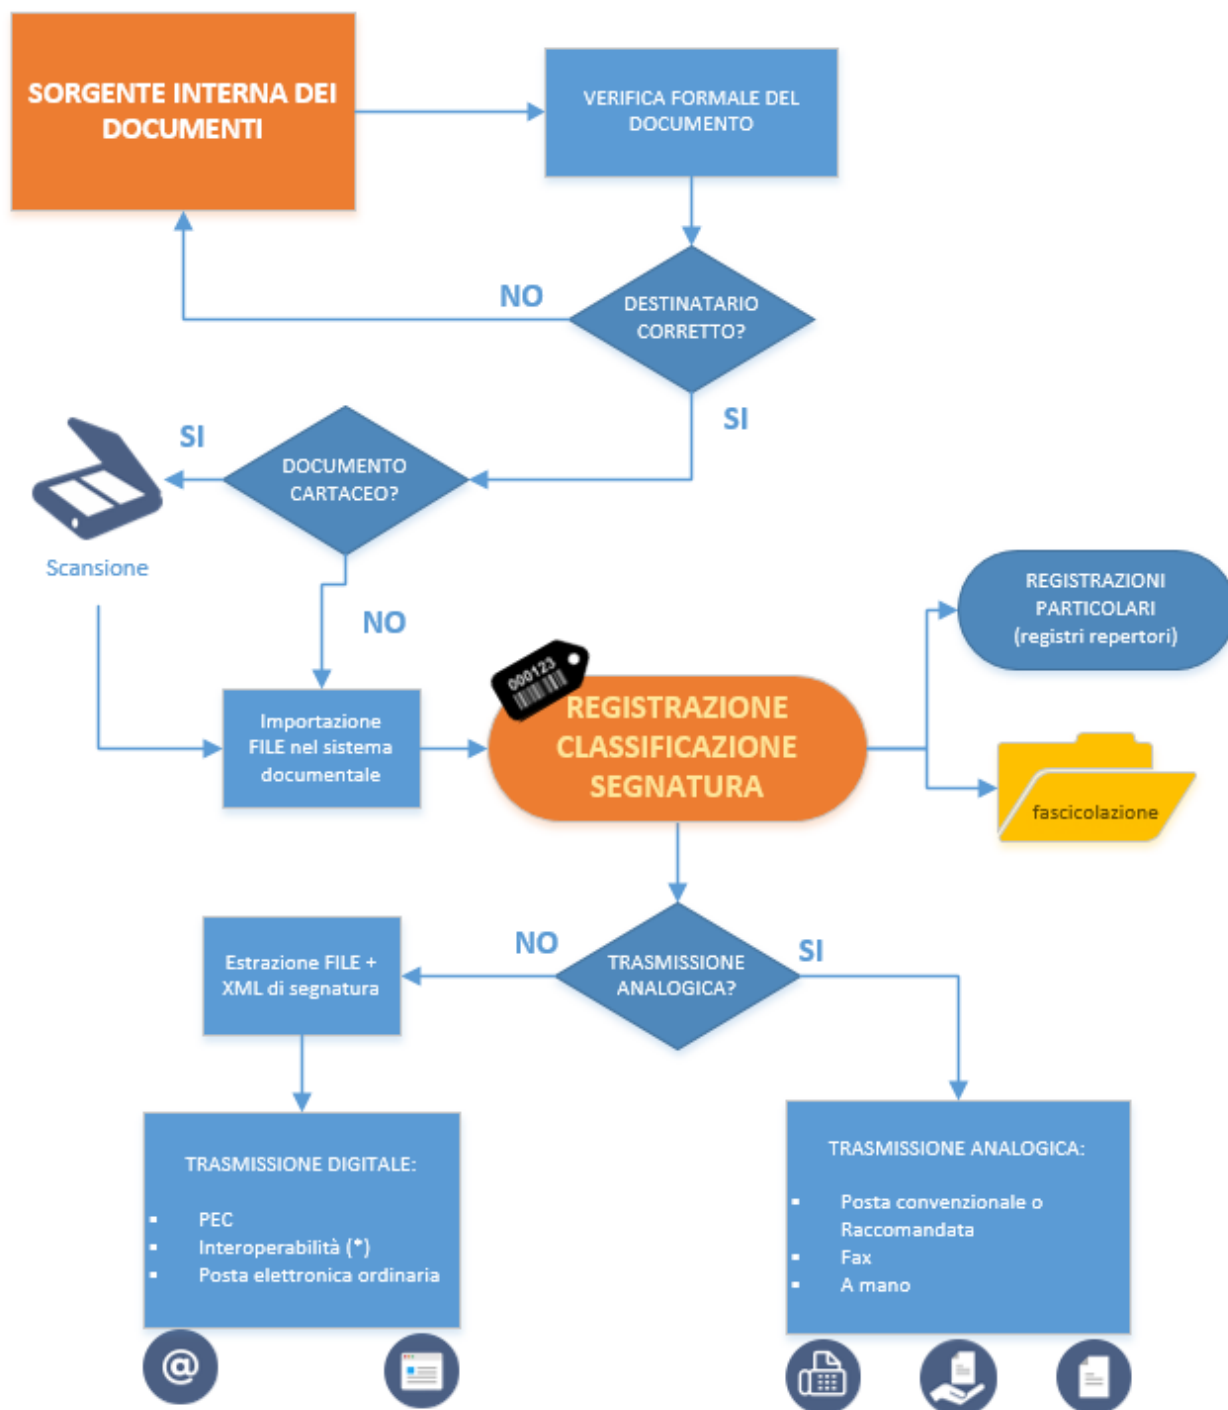 SORGENTE INTERNA DEI
DOCUMENTI
VERIFICA FORMALE DEL
DOCUMENTO
NO
DESTINATARIO
CORRETTO?
SI
SI
DOCUMENTO
CARTACEO?
Scansione
NO
REGISTRAZIONI
PARTICOLARI
(registri repertori)
000123
Importazione
FILE nel sistema
documentale
REGISTRAZIONE
CLASSIFICAZIONE
SEGNATURA
fascicolazione
NO
SI
Estrazione FILE +
XML di segnatura
TRASMISSIONE
ANALOGICA?
TRASMISSIONE DIGITALE:
▪ PEC
▪ Interoperabilità (*)
▪ Posta elettronica ordinaria
@
TRASMISSIONE ANALOGICA:
▪ Posta convenzionale o
Raccomandata
▪ Fax
▪ A mano